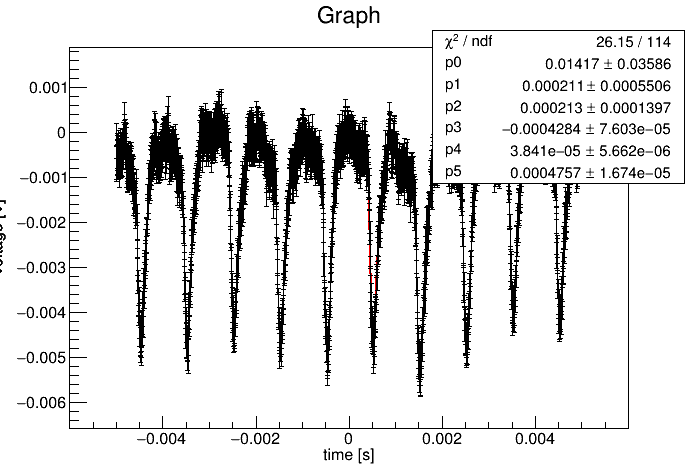 Graph
χ² / ndf 26.15 / 114
p0 0.01417 ± 0.03586
p1 0.000211 ± 0.0005506
p2 0.000213 ± 0.0001397
p3 −0.0004284 ± 7.603e−05
p4 3.841e−05 ± 5.662e−06
p5 0.0004757 ± 1.674e−05
0.001
0
−0.001
−0.002
−0.003
−0.004
−0.005
−0.006
−0.004 −0.002 0 0.002 0.004
time [s]